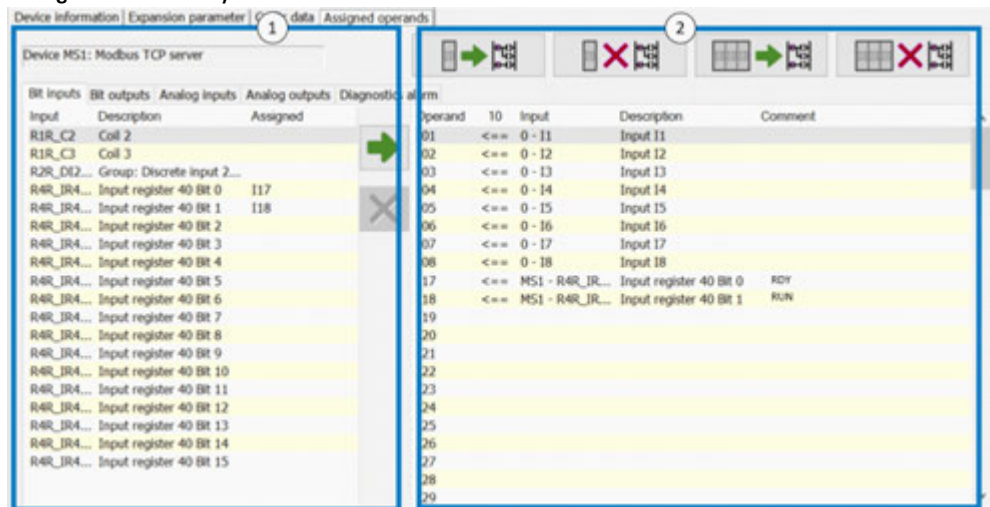 Device information Expansion parameter data Assigned operands
1
2
Device MS1: Modbus TCP server
Bit inputs Bit outputs Analog inputs Analog outputs Diagnostics alarm
Input Description Assigned
R1R_C2 Coil 2
R1R_C3 Coil 3
R2R_DI2... Group: Discrete input 2...
R4R_IR4... Input register 40 Bit 0 I17
R4R_IR4... Input register 40 Bit 1 I18
R4R_IR4... Input register 40 Bit 2
R4R_IR4... Input register 40 Bit 3
R4R_IR4... Input register 40 Bit 4
R4R_IR4... Input register 40 Bit 5
R4R_IR4... Input register 40 Bit 6
R4R_IR4... Input register 40 Bit 7
R4R_IR4... Input register 40 Bit 8
R4R_IR4... Input register 40 Bit 9
R4R_IR4... Input register 40 Bit 10
R4R_IR4... Input register 40 Bit 11
R4R_IR4... Input register 40 Bit 12
R4R_IR4... Input register 40 Bit 13
R4R_IR4... Input register 40 Bit 14
R4R_IR4... Input register 40 Bit 15
Operand 10 Input Description Comment
01 <== 0 - I1 Input I1
02 <== 0 - I2 Input I2
03 <== 0 - I3 Input I3
04 <== 0 - I4 Input I4
05 <== 0 - I5 Input I5
06 <== 0 - I6 Input I6
07 <== 0 - I7 Input I7
08 <== 0 - I8 Input I8
17 <== MS1 - R4R_IR... Input register 40 Bit 0 RDY
18 <== MS1 - R4R_IR... Input register 40 Bit 1 RUN
19
20
21
22
23
24
25
26
27
28
29